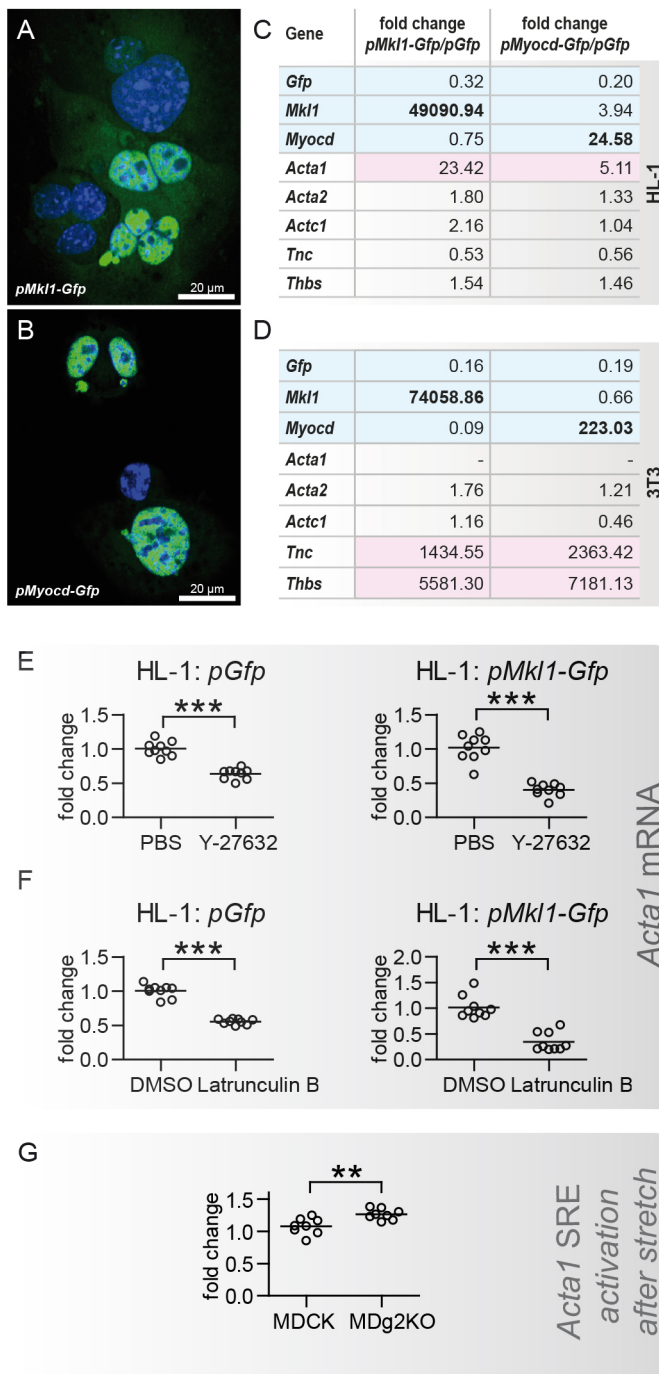 A
pMkl1-Gfp
20 µm
B
pMyocd-Gfp
20 µm
C
Gene fold change pMkl1-Gfp/pGfp fold change pMyocd-Gfp/pGfp
Gfp 0.32 0.20
Mkl1 49090.94 3.94
Myocd 0.75 24.58
Acta1 23.42 5.11
Acta2 1.80 1.33
Actc1 2.16 1.04
Tnc 0.53 0.56
Thbs 1.54 1.46
HL-1
D
Gfp 0.16 0.19
Mkl1 74058.86 0.66
Myocd 0.09 223.03
Acta1 - -
Acta2 1.76 1.21
Actc1 1.16 0.46
Tnc 1434.55 2363.42
Thbs 5581.30 7181.13
3T3
E
HL-1: pGfp
fold change
1.5
1.0
0.5
0.0
***
PBS Y-27632
HL-1: pMkl1-Gfp
fold change
1.5
1.0
0.5
0.0
***
PBS Y-27632
F
HL-1: pGfp
fold change
1.5
1.0
0.5
0.0
***
DMSO Latrunculin B
HL-1: pMkl1-Gfp
fold change
2.0
1.5
1.0
0.5
0.0
***
DMSO Latrunculin B
Acta1 mRNA
G
fold change
1.5
1.0
0.5
0.0
**
MDCK MDg2KO
Acta1 SRE
activation
after stretch